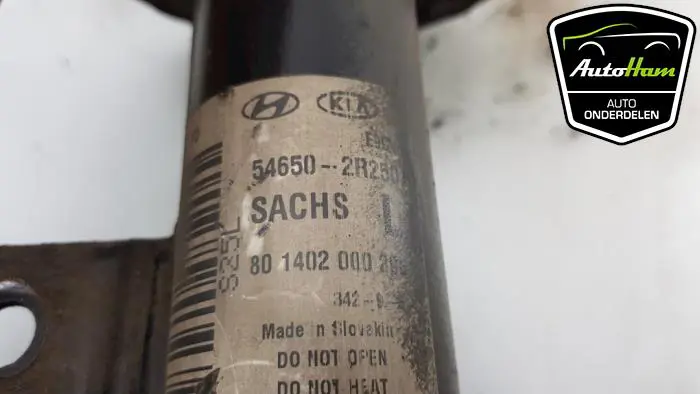 AutoHam
AUTO
ONDERDELEN
KIA
54650-2R250
SACHS L
80 1402 000
342-9
Made in Slovakia
DO NOT OPEN
DO NOT HEAT
S25L